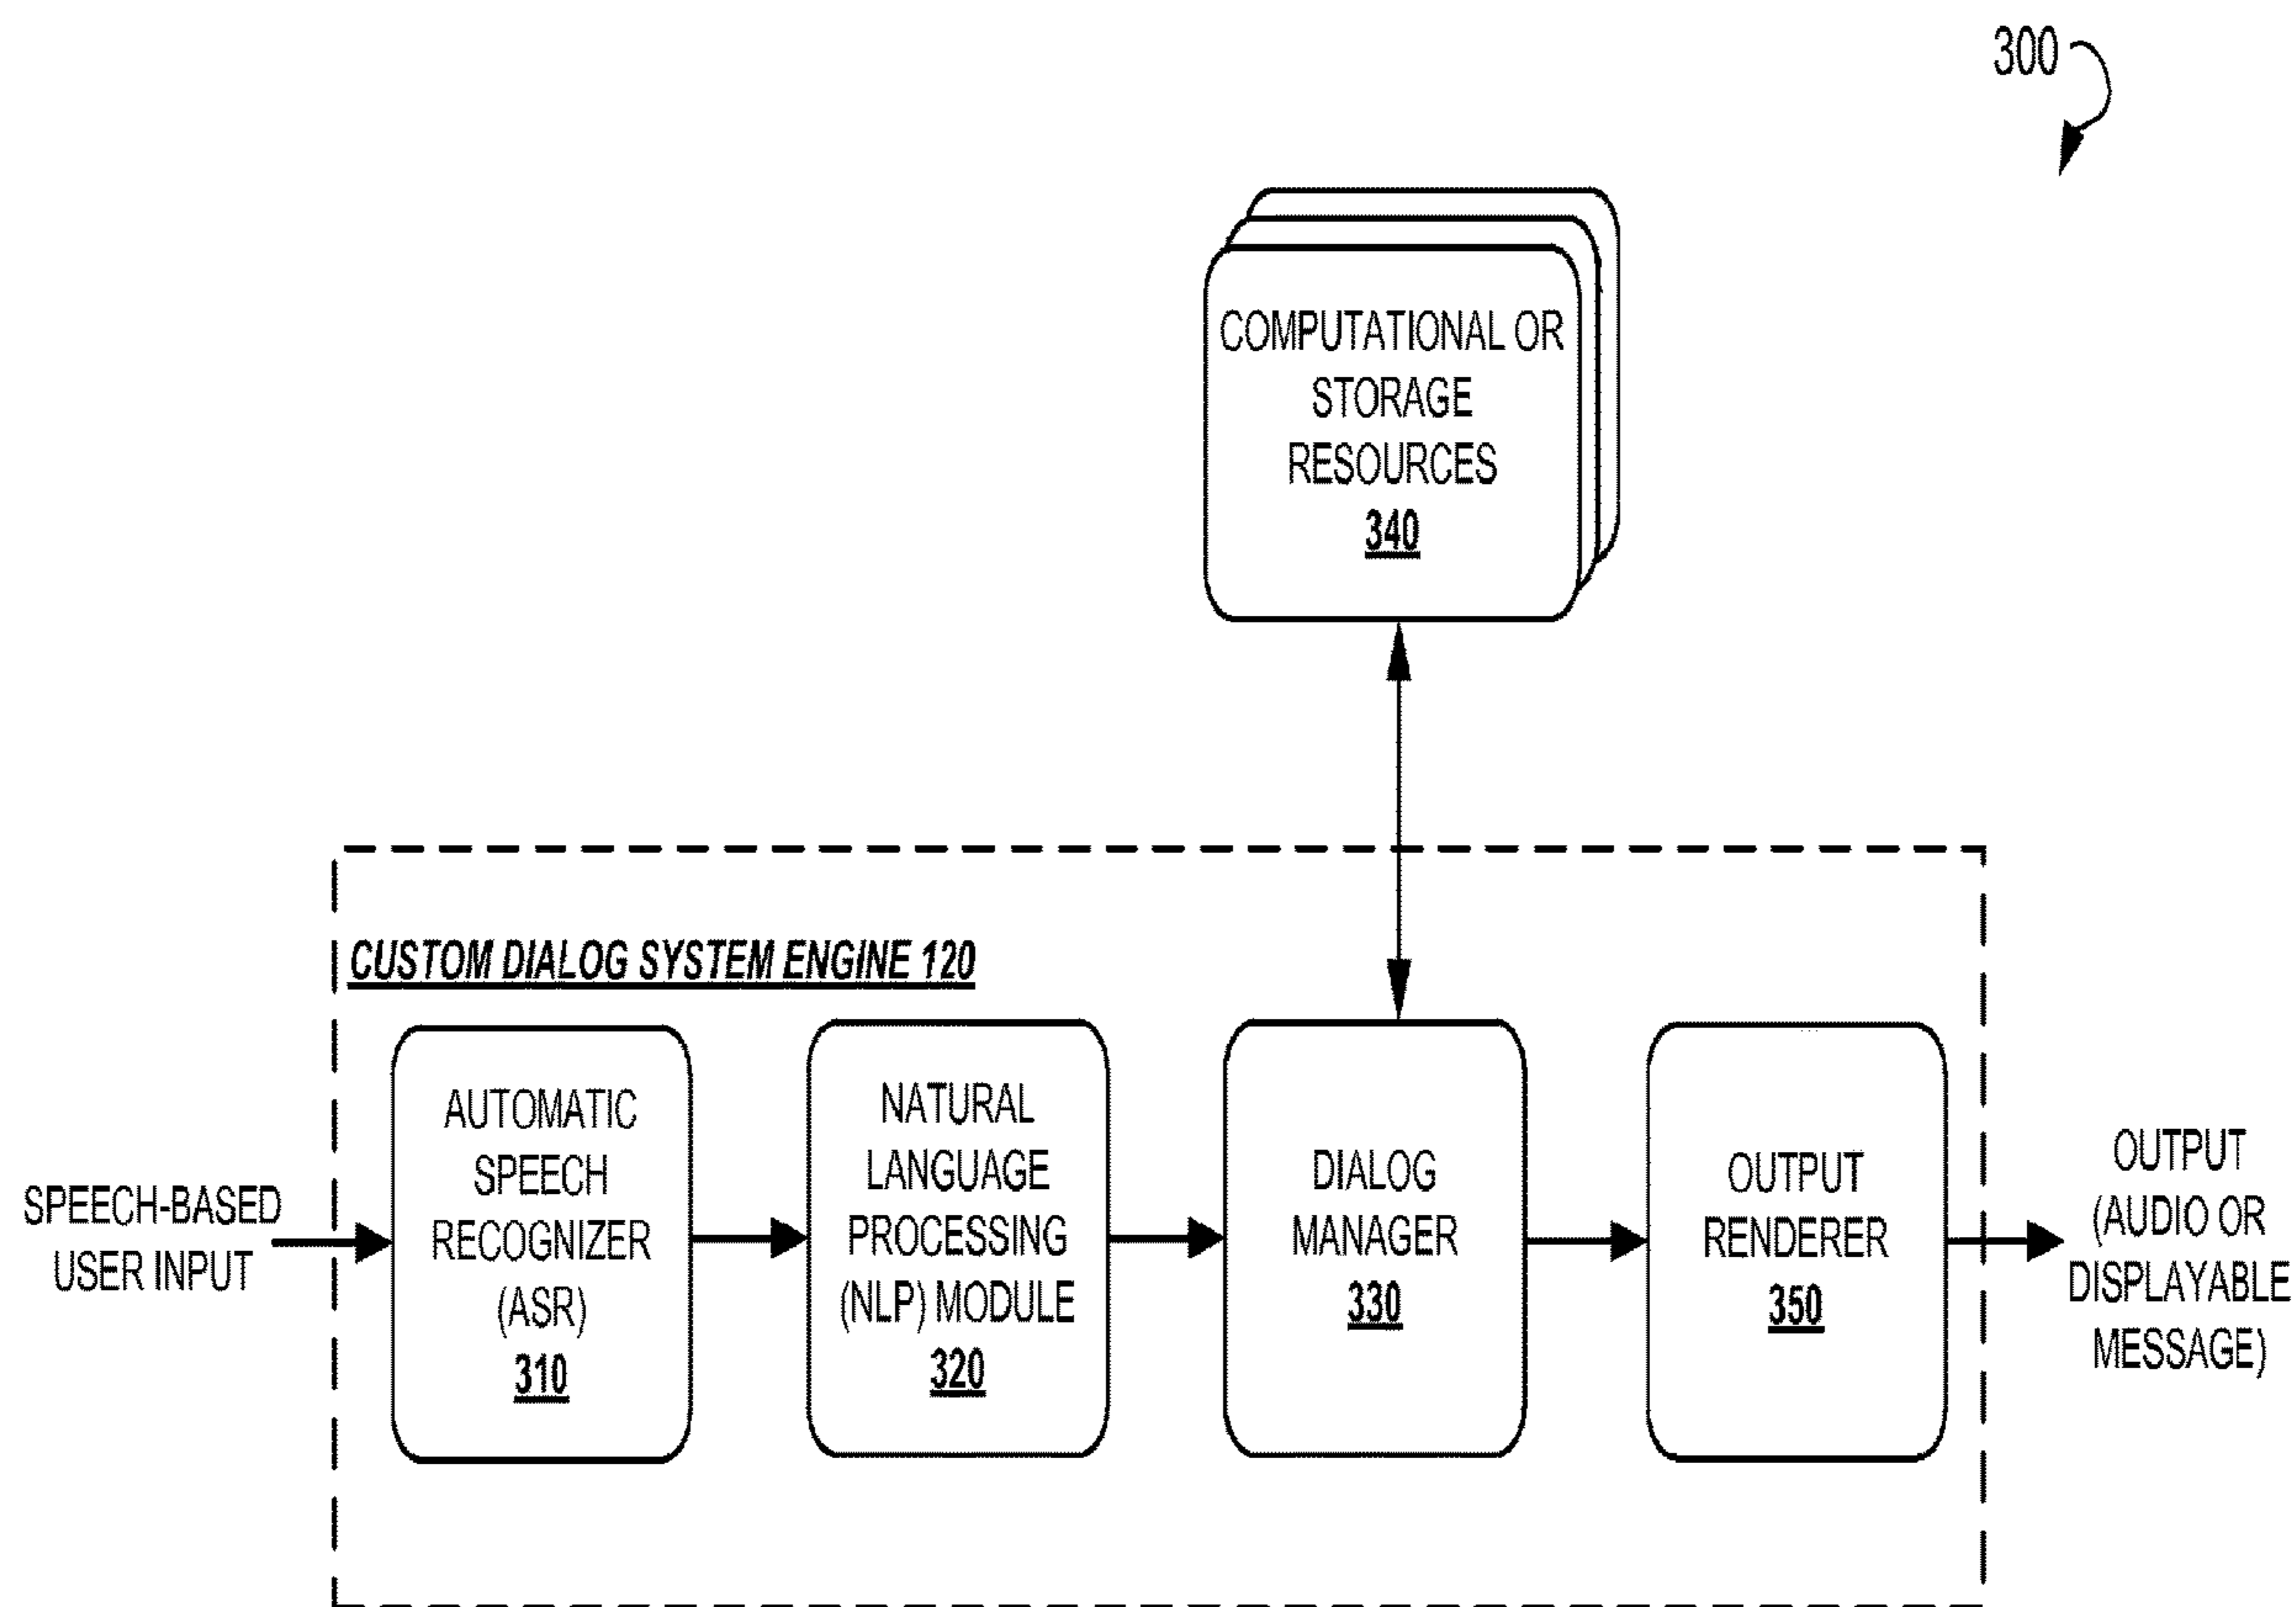 300
COMPUTATIONAL OR
STORAGE
RESOURCES
340
CUSTOM DIALOG SYSTEM ENGINE 120
SPEECH-BASED
USER INPUT
AUTOMATIC
SPEECH
RECOGNIZER
(ASR)
310
NATURAL
LANGUAGE
PROCESSING
(NLP) MODULE
320
DIALOG
MANAGER
330
OUTPUT
RENDERER
350
OUTPUT
(AUDIO OR
DISPLAYABLE
MESSAGE)